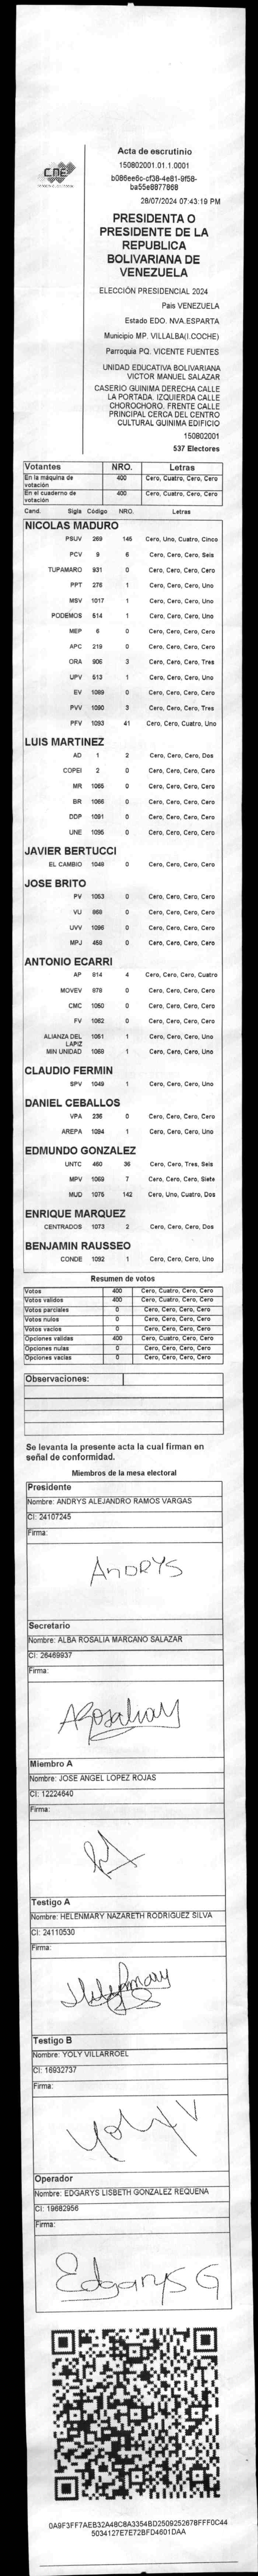 CNE
Acta de escrutinio
150802001.01.1.0001
b086ee6c-cf38-4e81-9f58-
ba55e8877868
28/07/2024 07:43:19 PM
PRESIDENTA O
PRESIDENTE DE LA
REPUBLICA
BOLIVARIANA DE
VENEZUELA
ELECCIÓN PRESIDENCIAL 2024
Pais VENEZUELA
Estado EDO. NVA.ESPARTA
Municipio MP. VILLALBA(I.COCHE)
Parroquia PQ. VICENTE FUENTES
UNIDAD EDUCATIVA BOLIVARIANA
VICTOR MANUEL SALAZAR
CASERIO GUINIMA DERECHA CALLE
LA PORTADA. IZQUIERDA CALLE
CHOROCHORO. FRENTE CALLE
PRINCIPAL CERCA DEL CENTRO
CULTURAL GUINIMA EDIFICIO
150802001
537 Electores
Votantes NRO. Letras
En la máquina de votación 400 Cero, Cuatro, Cero, Cero
En el cuaderno de votación 400 Cero, Cuatro, Cero, Cero
Cand. Sigla Código NRO. Letras
NICOLAS MADURO
PSUV 269 145 Cero, Uno, Cuatro, Cinco
PCV 9 6 Cero, Cero, Cero, Seis
TUPAMARO 931 0 Cero, Cero, Cero, Cero
PPT 276 1 Cero, Cero, Cero, Uno
MSV 1017 1 Cero, Cero, Cero, Uno
PODEMOS 514 1 Cero, Cero, Cero, Uno
MEP 6 0 Cero, Cero, Cero, Cero
APC 219 0 Cero, Cero, Cero, Cero
ORA 906 3 Cero, Cero, Cero, Tres
UPV 513 1 Cero, Cero, Cero, Uno
EV 1089 0 Cero, Cero, Cero, Cero
PVV 1090 3 Cero, Cero, Cero, Tres
PFV 1093 41 Cero, Cero, Cuatro, Uno
LUIS MARTINEZ
AD 1 2 Cero, Cero, Cero, Dos
COPEI 2 0 Cero, Cero, Cero, Cero
MR 1065 0 Cero, Cero, Cero, Cero
BR 1066 0 Cero, Cero, Cero, Cero
DDP 1091 0 Cero, Cero, Cero, Cero
UNE 1095 0 Cero, Cero, Cero, Cero
JAVIER BERTUCCI
EL CAMBIO 1048 0 Cero, Cero, Cero, Cero
JOSE BRITO
PV 1053 0 Cero, Cero, Cero, Cero
VU 868 0 Cero, Cero, Cero, Cero
UVV 1096 0 Cero, Cero, Cero, Cero
MPJ 458 0 Cero, Cero, Cero, Cero
ANTONIO ECARRI
AP 814 4 Cero, Cero, Cero, Cuatro
MOVEV 978 0 Cero, Cero, Cero, Cero
CMC 1050 0 Cero, Cero, Cero, Cero
FV 1062 0 Cero, Cero, Cero, Cero
ALIANZA DEL LAPIZ 1051 1 Cero, Cero, Cero, Uno
MIN UNIDAD 1068 1 Cero, Cero, Cero, Uno
CLAUDIO FERMIN
SPV 1049 1 Cero, Cero, Cero, Uno
DANIEL CEBALLOS
VPA 236 0 Cero, Cero, Cero, Cero
AREPA 1094 1 Cero, Cero, Cero, Uno
EDMUNDO GONZALEZ
UNTC 460 36 Cero, Cero, Tres, Seis
MPV 1069 7 Cero, Cero, Cero, Siete
MUD 1076 142 Cero, Uno, Cuatro, Dos
ENRIQUE MARQUEZ
CENTRADOS 1073 2 Cero, Cero, Cero, Dos
BENJAMIN RAUSSEO
CONDE 1092 1 Cero, Cero, Cero, Uno
Resumen de votos
Votos 400 Cero, Cuatro, Cero, Cero
Votos validos 400 Cero, Cuatro, Cero, Cero
Votos parciales 0 Cero, Cero, Cero, Cero
Votos nulos 0 Cero, Cero, Cero, Cero
Votos vacios 0 Cero, Cero, Cero, Cero
Opciones validas 400 Cero, Cuatro, Cero, Cero
Opciones nulas 0 Cero, Cero, Cero, Cero
Opciones vacias 0 Cero, Cero, Cero, Cero
Observaciones:
Se levanta la presente acta la cual firman en
señal de conformidad.
Miembros de la mesa electoral
Presidente
Nombre: ANDRYS ALEJANDRO RAMOS VARGAS
CI: 24107245
Firma:
ANDRYS
Secretario
Nombre: ALBA ROSALIA MARCANO SALAZAR
CI: 26469937
Firma:
ARosaliaM
Miembro A
Nombre: JOSE ANGEL LOPEZ ROJAS
CI: 12224640
Firma:
Testigo A
Nombre: HELENMARY NAZARETH RODRIGUEZ SILVA
CI: 24110530
Firma:
Testigo B
Nombre: YOLY VILLARROEL
CI: 16932737
Firma:
Yoly V
Operador
Nombre: EDGARYS LISBETH GONZALEZ REQUENA
CI: 19682956
Firma:
Edgarys G
0A9F3FF7AEB32A48C8A3354BD2509252678FFF0C44
5034127E7E72BFD4601DAA